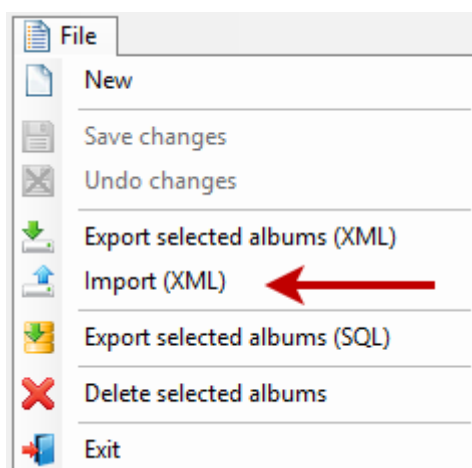 File
New
Save changes
Undo changes
Export selected albums (XML)
Import (XML)
Export selected albums (SQL)
Delete selected albums
Exit